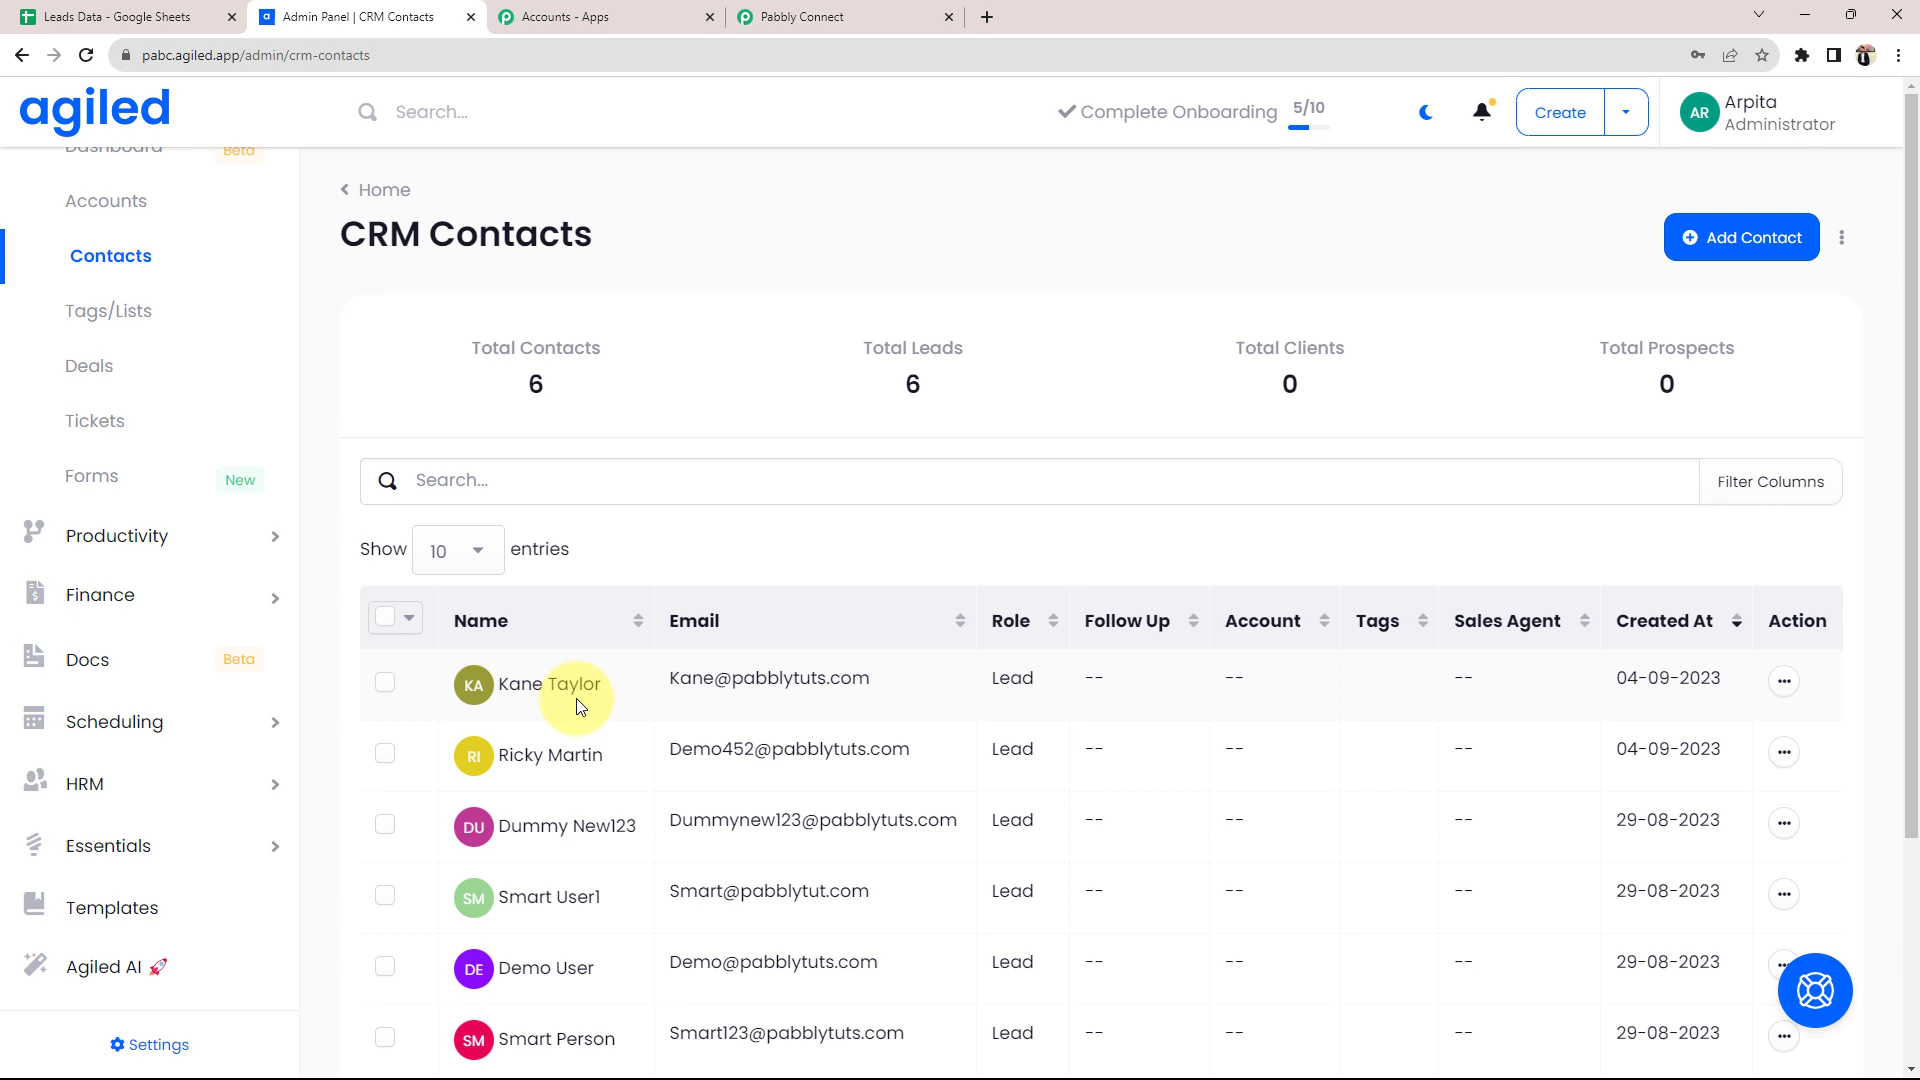 Leads Data - Google Sheets
Admin Panel | CRM Contacts
Accounts - Apps
Pabbly Connect
pabc.agiled.app/admin/crm-contacts
agiled
Search...
Complete Onboarding 5/10
Create
AR
Arpita
Administrator
Dashboard Beta
Accounts
Contacts
Tags/Lists
Deals
Tickets
Forms New
Productivity
Finance
Docs Beta
Scheduling
HRM
Essentials
Templates
Agiled AI 🚀
Settings
Home
CRM Contacts
Add Contact
Total Contacts
6
Total Leads
6
Total Clients
0
Total Prospects
0
Search...
Filter Columns
Show 10 entries
Name Email Role Follow Up Account Tags Sales Agent Created At Action
KA Kane Taylor Kane@pabblytuts.com Lead -- -- -- 04-09-2023
RI Ricky Martin Demo452@pabblytuts.com Lead -- -- -- 04-09-2023
DU Dummy New123 Dummynew123@pabblytuts.com Lead -- -- -- 29-08-2023
SM Smart User1 Smart@pabblytut.com Lead -- -- -- 29-08-2023
DE Demo User Demo@pabblytuts.com Lead -- -- -- 29-08-2023
SM Smart Person Smart123@pabblytuts.com Lead -- -- -- 29-08-2023